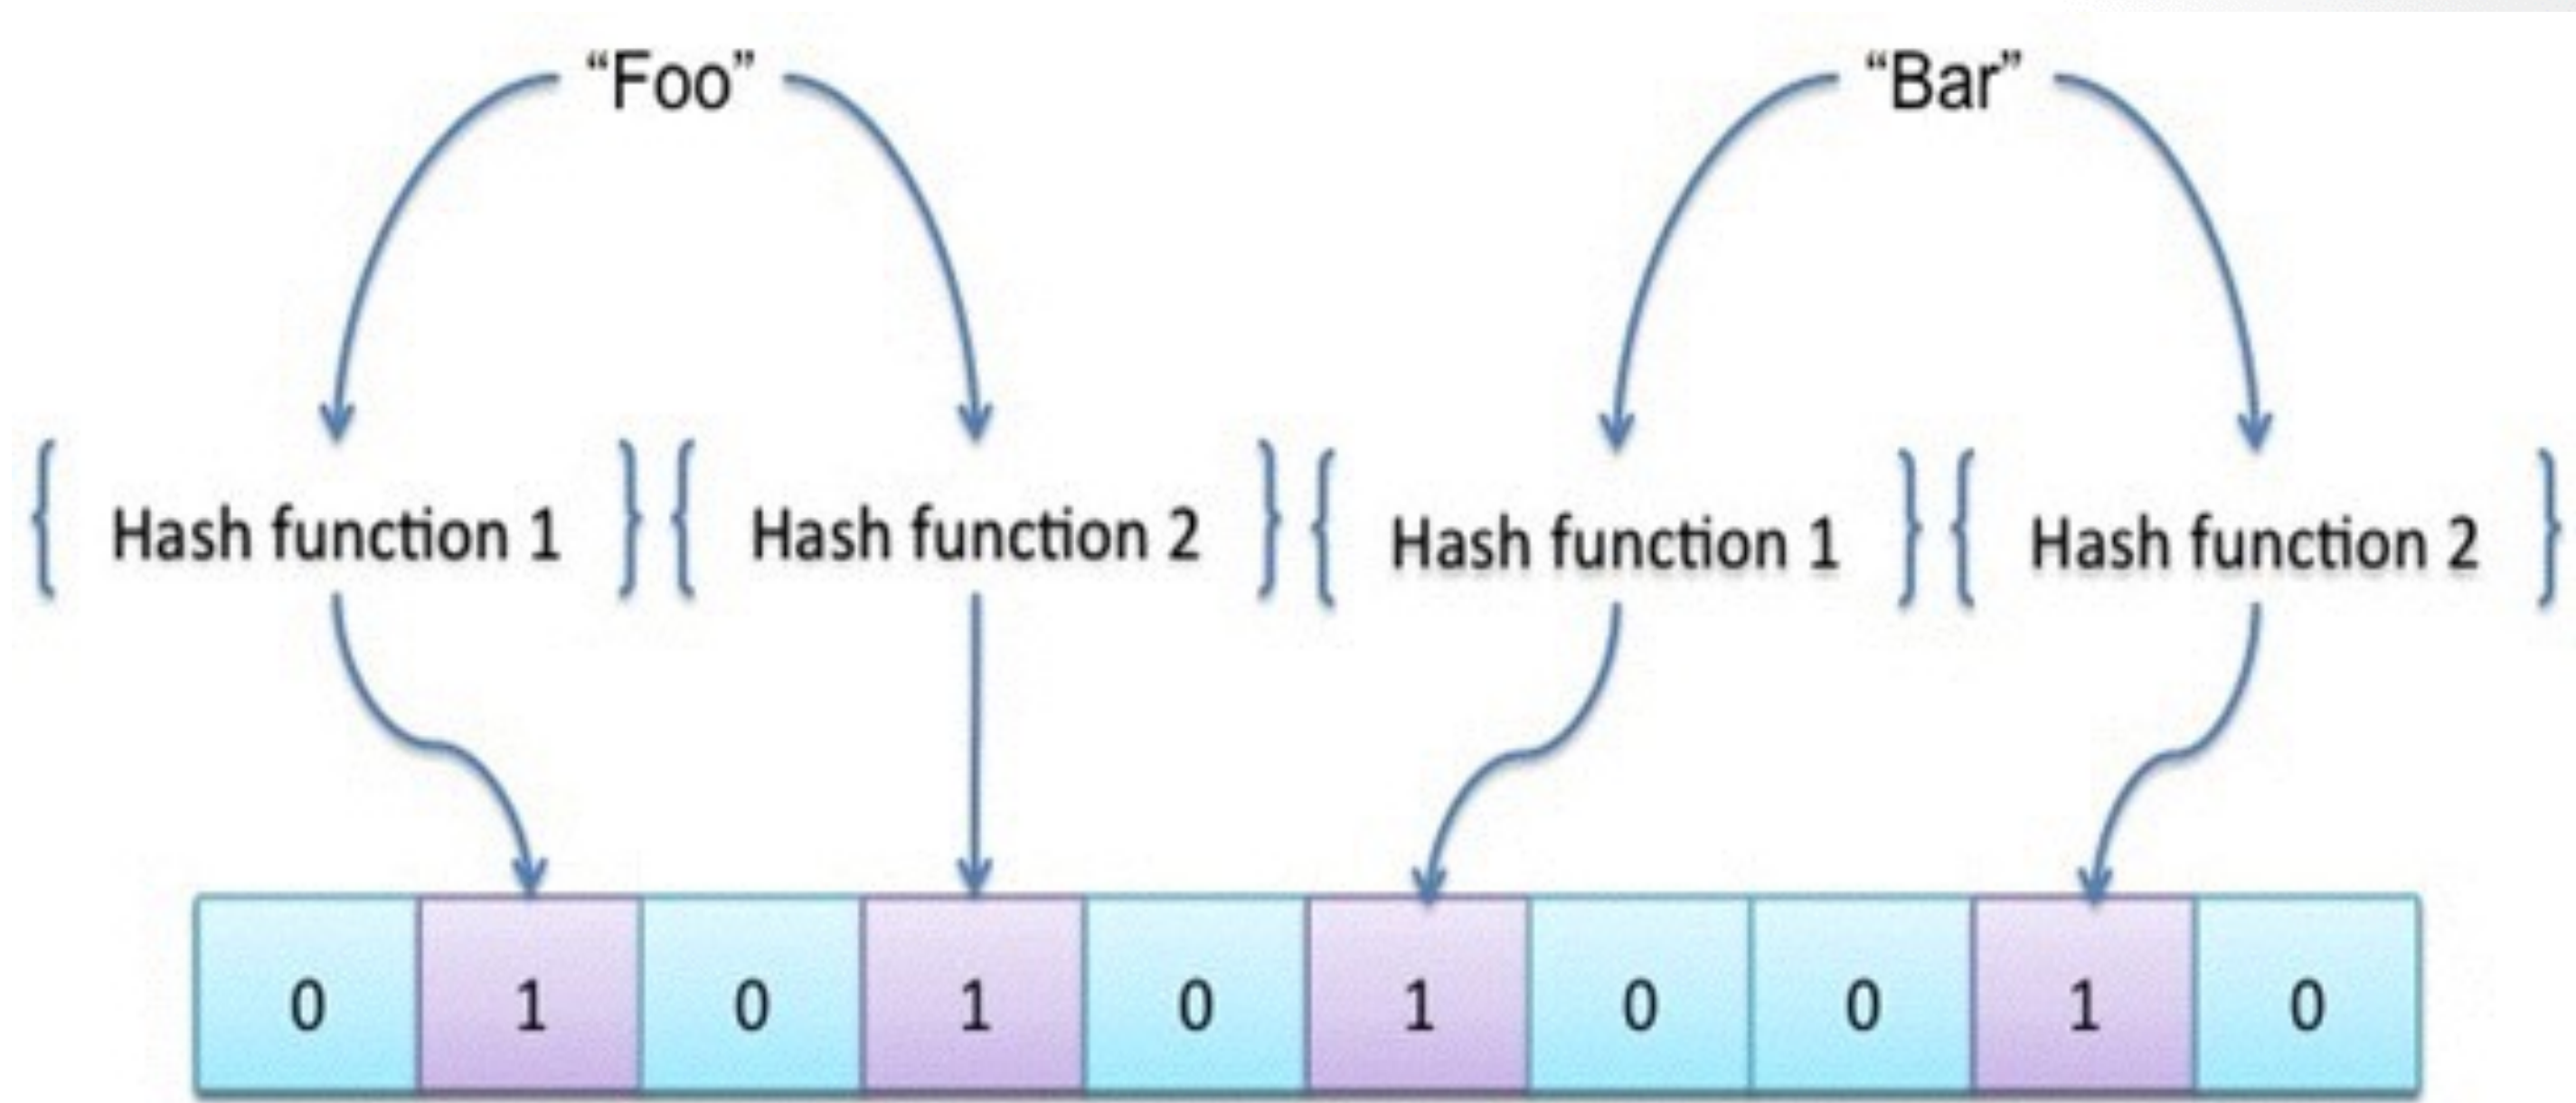 “Foo” “Bar”
{ Hash function 1 } { Hash function 2 } { Hash function 1 } { Hash function 2 }
0 1 0 1 0 1 0 0 1 0